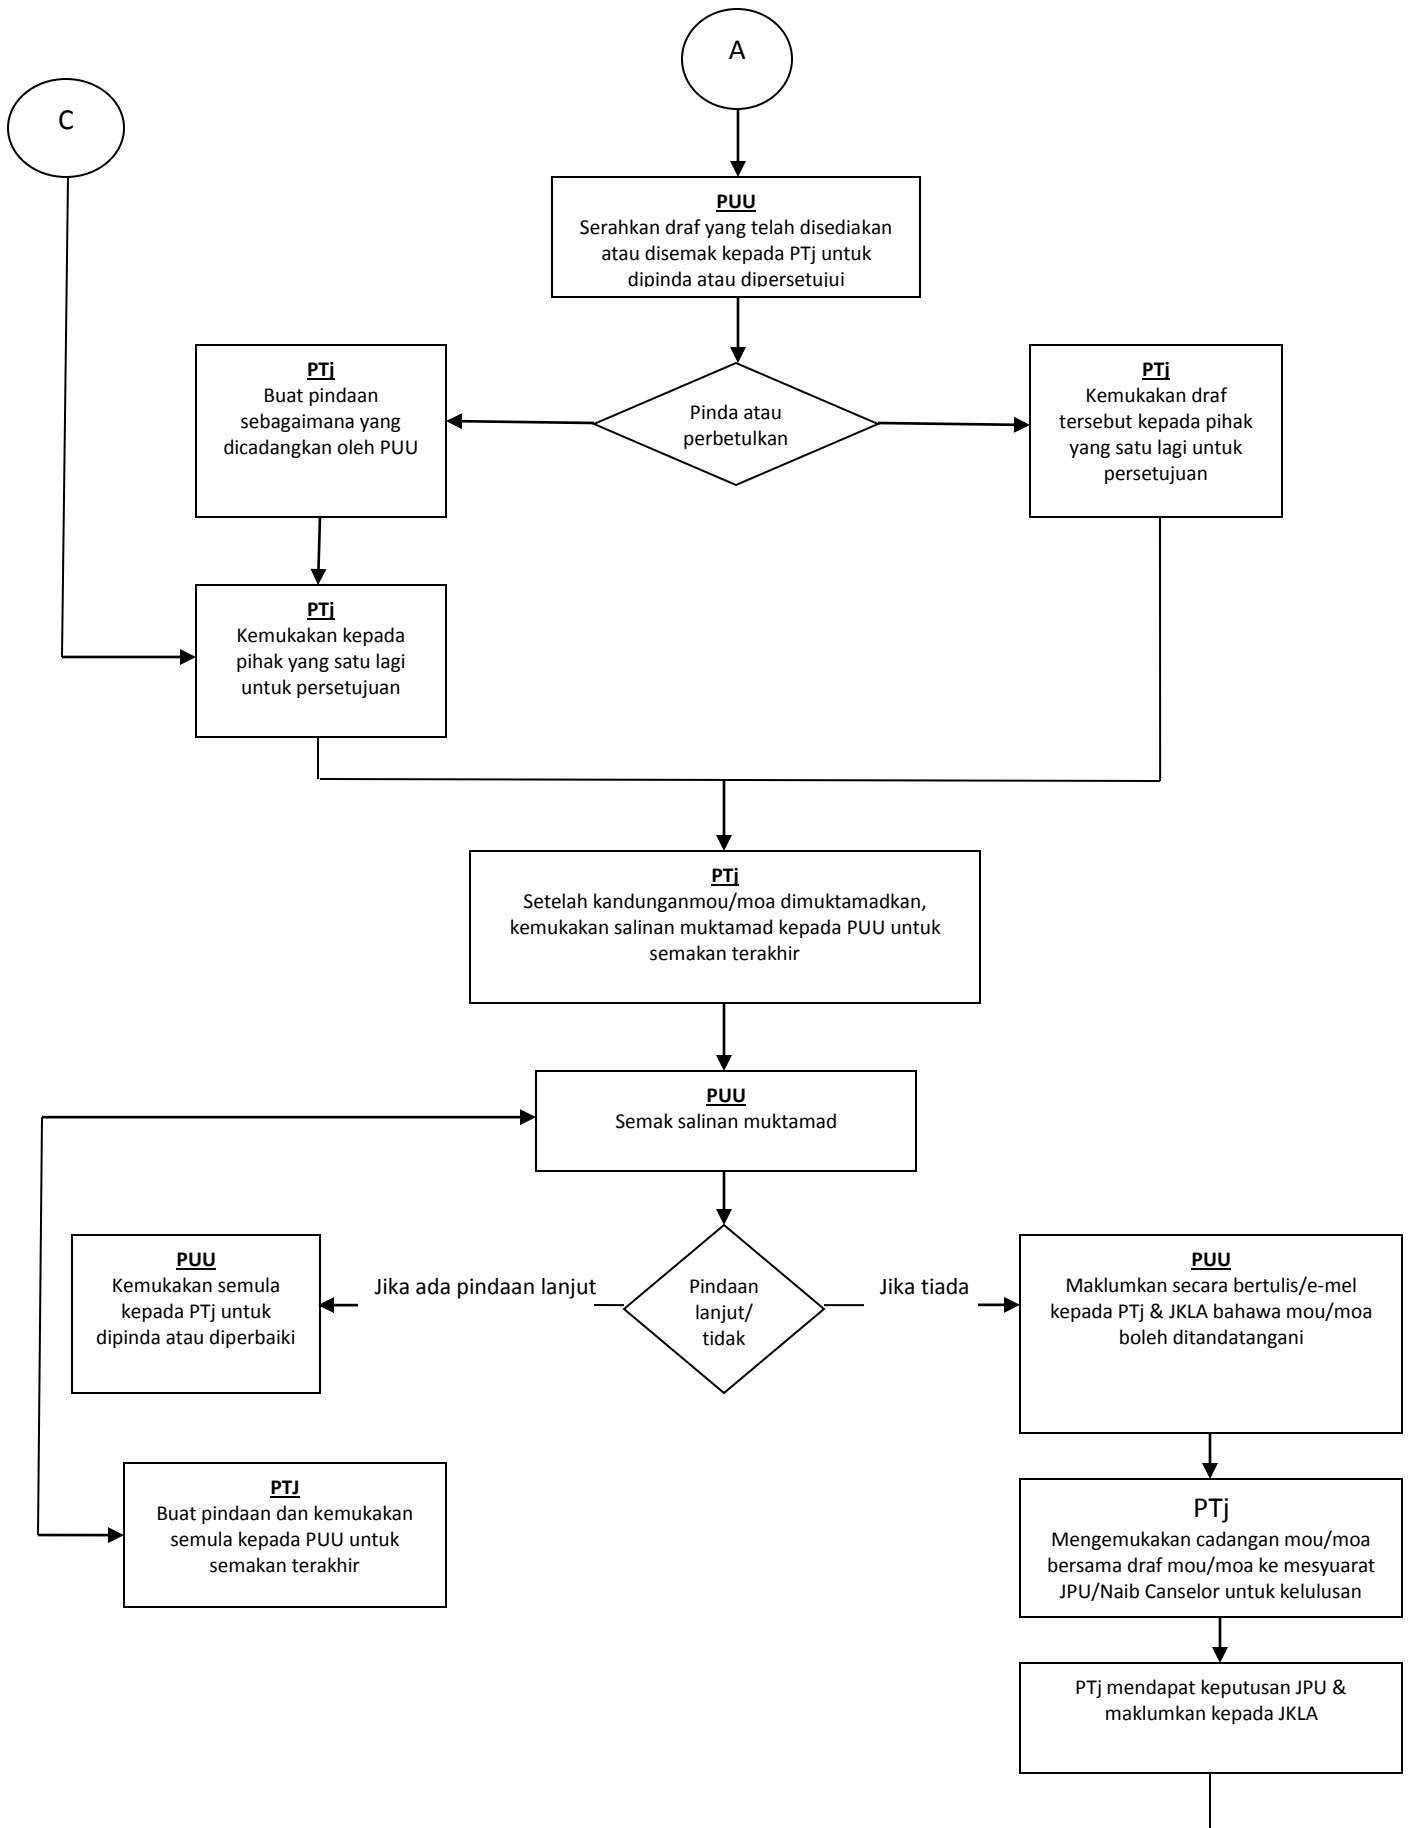 A
C
PUU
Serahkan draf yang telah disediakan
atau disemak kepada PTj untuk
dipinda atau dipersetujui
PTj
Buat pindaan
sebagaimana yang
dicadangkan oleh PUU
Pinda atau
perbetulkan
PTj
Kemukakan draf
tersebut kepada pihak
yang satu lagi untuk
persetujuan
PTj
Kemukakan kepada
pihak yang satu lagi
untuk persetujuan
PTj
Setelah kandunganmou/moa dimuktamadkan,
kemukakan salinan muktamad kepada PUU untuk
semakan terakhir
PUU
Semak salinan muktamad
PUU
Kemukakan semula
kepada PTj untuk
dipinda atau diperbaiki
Jika ada pindaan lanjut
Pindaan
lanjut/
tidak
Jika tiada
PUU
Maklumkan secara bertulis/e-mel
kepada PTj & JKLA bahawa mou/moa
boleh ditandatangani
PTJ
Buat pindaan dan kemukakan
semula kepada PUU untuk
semakan terakhir
PTj
Mengemukakan cadangan mou/moa
bersama draf mou/moa ke mesyuarat
JPU/Naib Canselor untuk kelulusan
PTj mendapat keputusan JPU &
maklumkan kepada JKLA